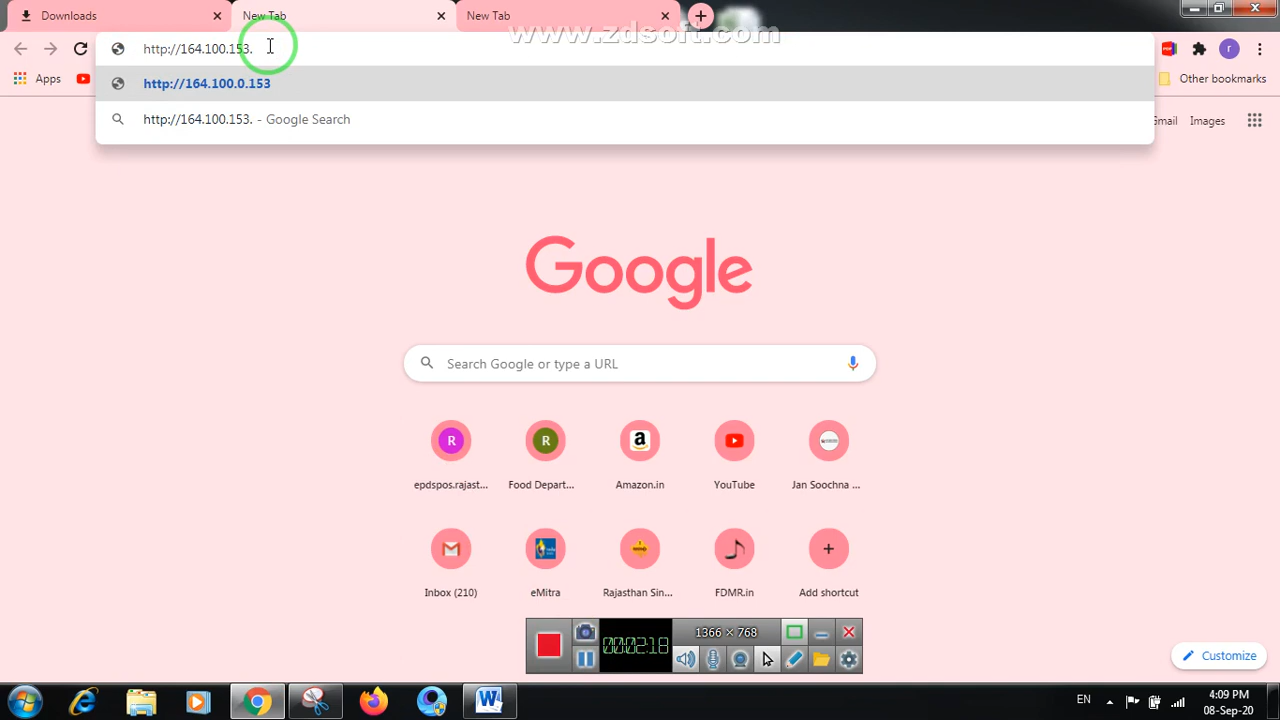 Downloads
New Tab
New Tab
www.zdsoft.com
http://164.100.153.
http://164.100.0.153
http://164.100.153. - Google Search
Apps
Other bookmarks
Gmail
Images
Google
Search Google or type a URL
R
R
epdspos.rajast...
Food Depart...
Amazon.in
YouTube
Jan Soochna ...
Inbox (210)
eMitra
Rajasthan Sin...
FDMR.in
Add shortcut
00:02:18
1366 × 768
Customize
EN
4:09 PM
08-Sep-20